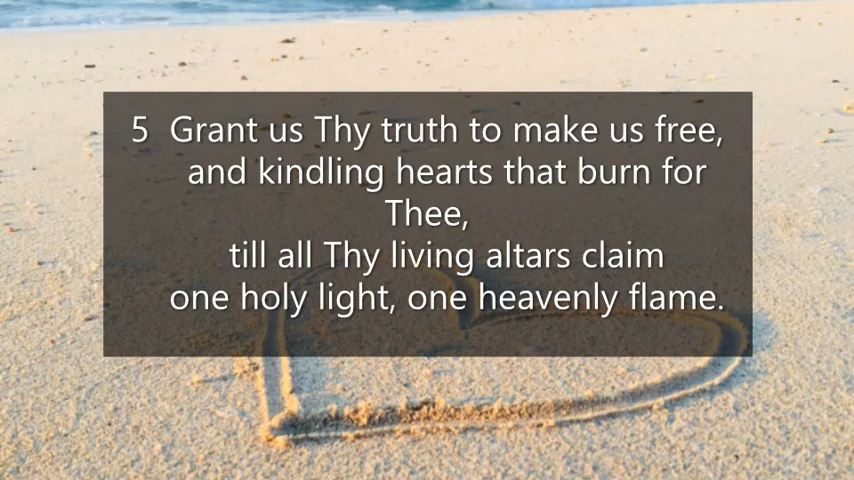 5 Grant us Thy truth to make us free,
and kindling hearts that burn for
Thee,
till all Thy living altars claim
one holy light, one heavenly flame.